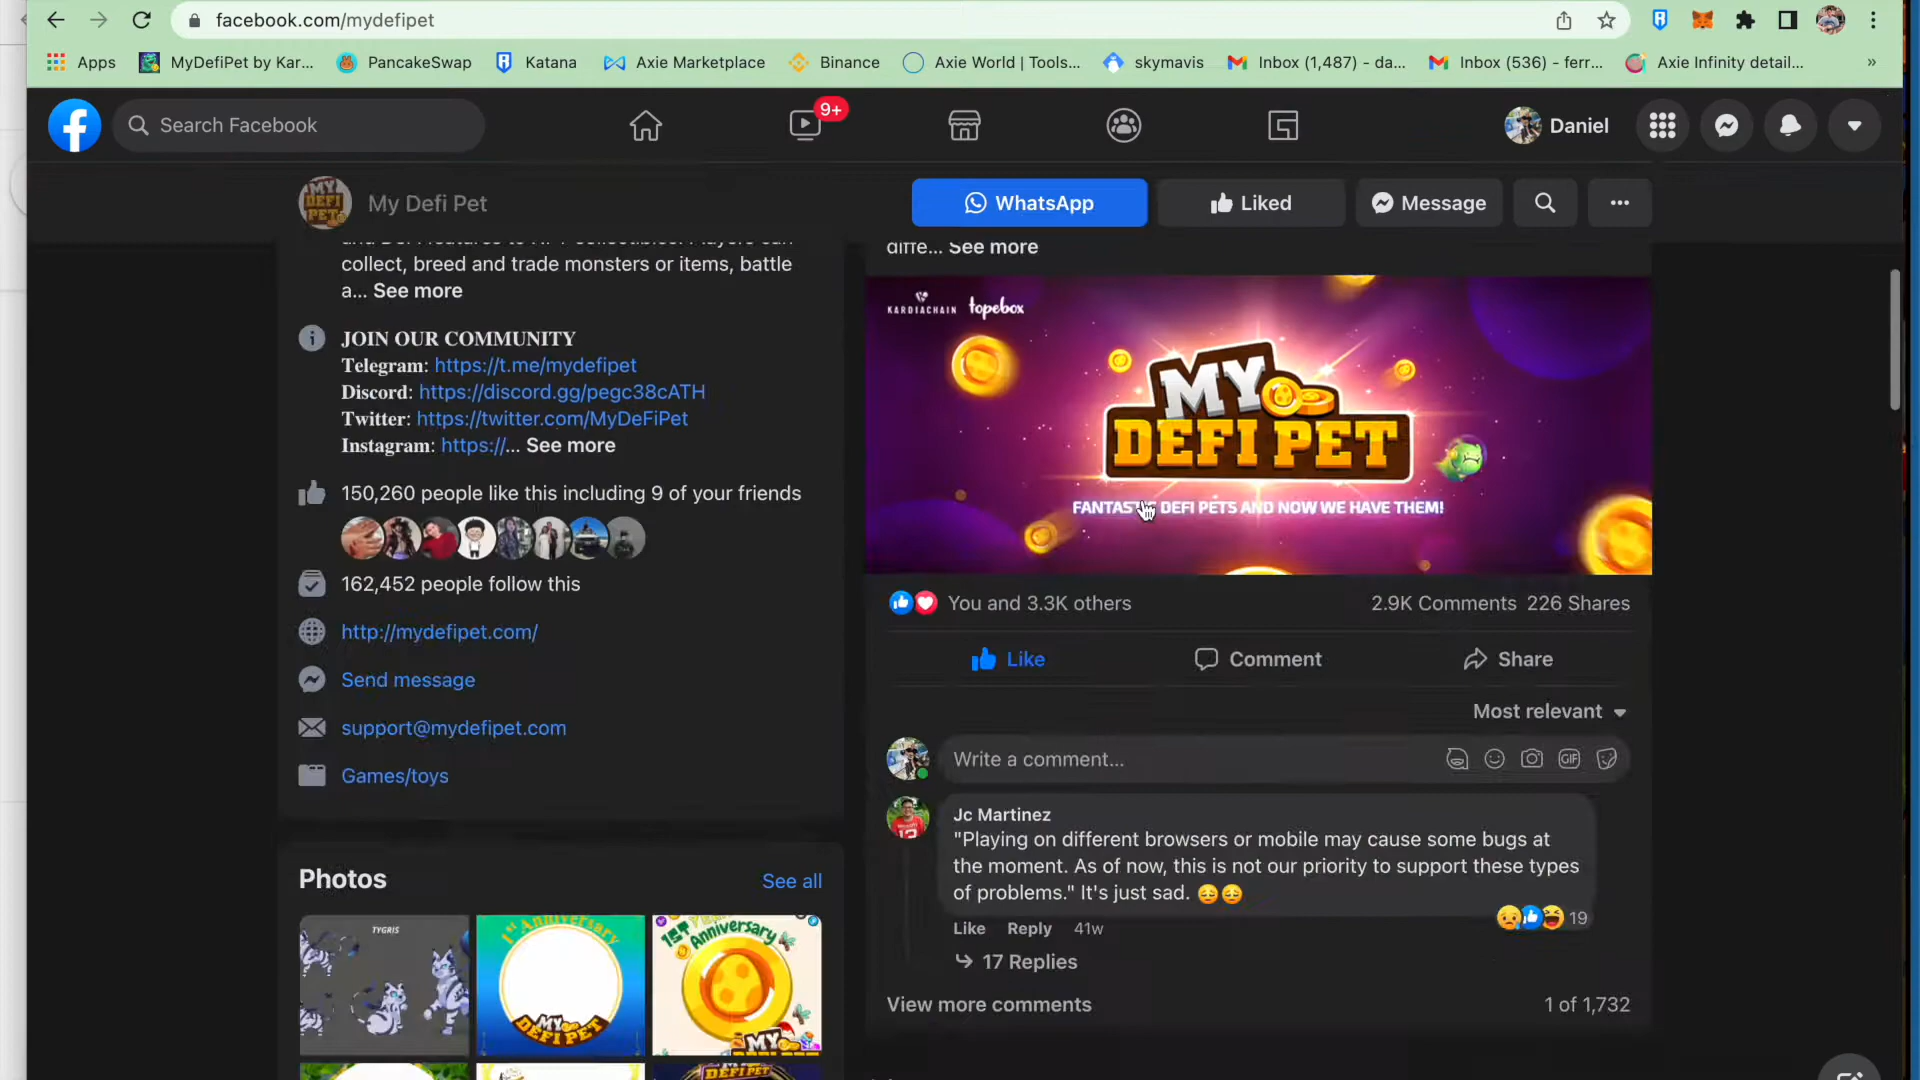 facebook.com/mydefipet
Apps
MyDefiPet by Kar...
PancakeSwap
Katana
Axie Marketplace
Binance
Axie World | Tools...
skymavis
Inbox (1,487) - da...
Inbox (536) - ferr...
Axie Infinity detail...
»
Search Facebook
9+
Daniel
My Defi Pet
WhatsApp
Liked
Message
collect, breed and trade monsters or items, battle
a... See more
JOIN OUR COMMUNITY
Telegram: https://t.me/mydefipet
Discord: https://discord.gg/pegc38cATH
Twitter: https://twitter.com/MyDeFiPet
Instagram: https://... See more
150,260 people like this including 9 of your friends
162,452 people follow this
http://mydefipet.com/
Send message
support@mydefipet.com
Games/toys
Photos
See all
TYGRIS
1st Anniversary
MY
DEFI PET
1ST YEAR
Anniversary
MY
MY
DEFI PET
diffe... See more
KARDIACHAIN topebox
MY
DEFI PET
DEFI PETS AND NOW WE HAVE THEM!
You and 3.3K others
2.9K Comments 226 Shares
Like
Comment
Share
Most relevant
Write a comment...
GIF
Jc Martinez
"Playing on different browsers or mobile may cause some bugs at
the moment. As of now, this is not our priority to support these types
of problems." It's just sad. 😔😔
19
Like Reply 41w
17 Replies
View more comments
1 of 1,732